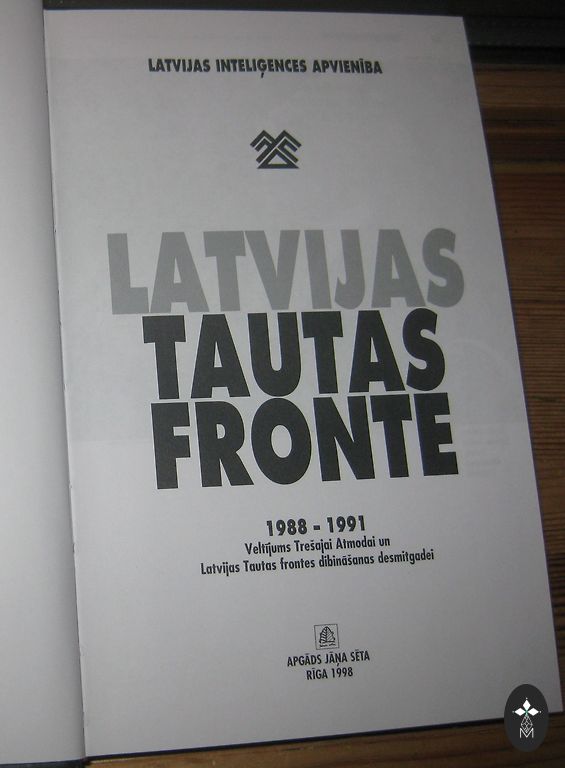 LATVIJAS INTELIĢENCES APVIENĪBA
LATVIJAS
TAUTAS
FRONTE
1988 - 1991
Veltījums Trešajai Atmodai un
Latvijas Tautas frontes dibināšanas desmitgadei
APGĀDS JĀŅA SĒTA
RĪGA 1998
M